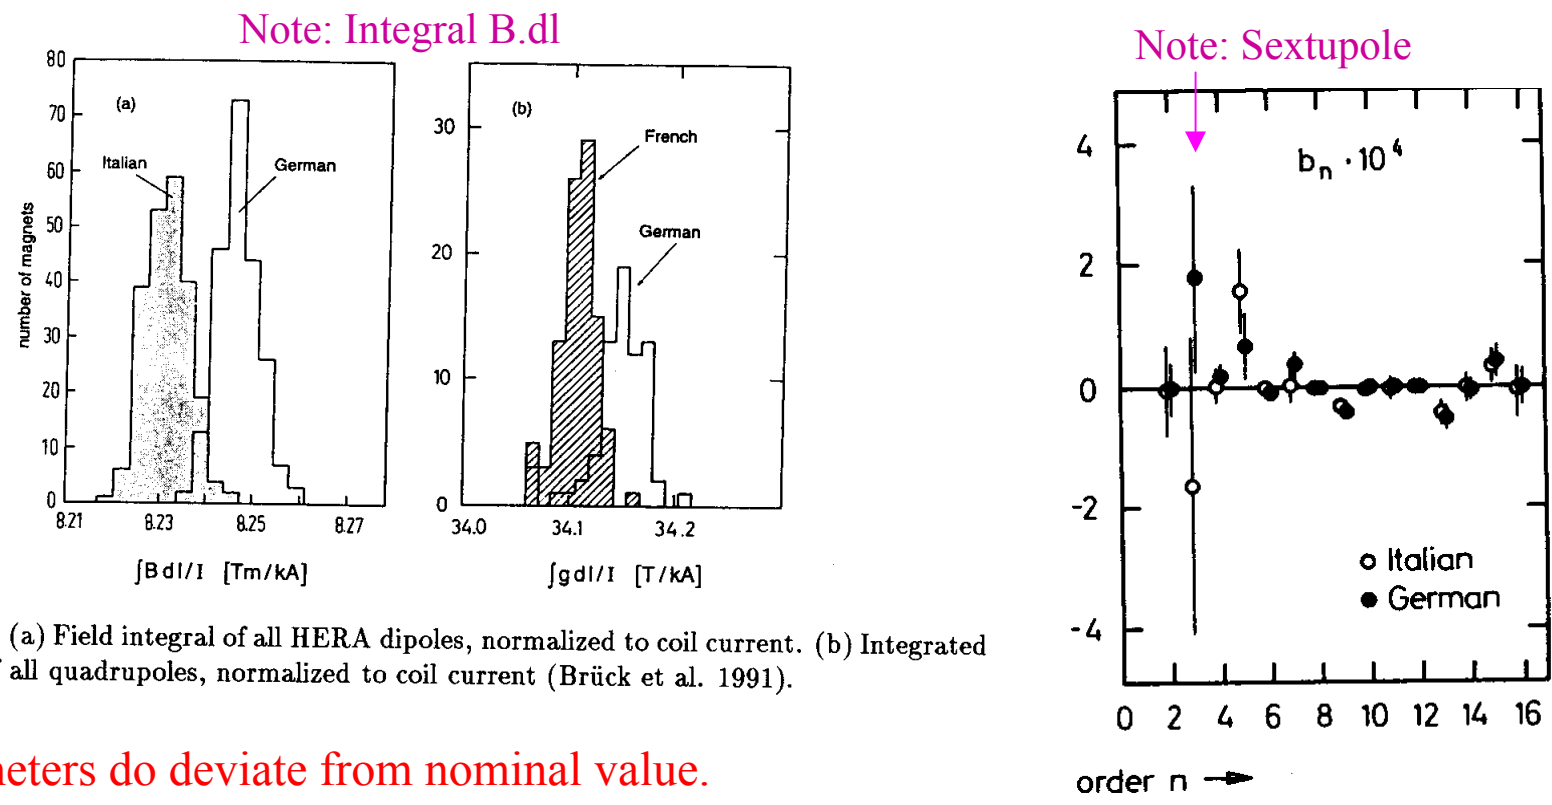 Note: Integral B.dl
Note: Sextupole
80
70
60
50
40
30
20
10
0
number of magnets
(a)
Italian
German
8.21
8.23
8.25
8.27
∫Bdl/I [Tm/kA]
30
20
10
0
(b)
French
German
34.0
34.1
34.2
∫gdl/I [T/kA]
4
2
0
-2
-4
bₙ · 10⁴
Italian
German
0 2 4 6 8 10 12 14 16
order n
(a) Field integral of all HERA dipoles, normalized to coil current. (b) Integrated
all quadrupoles, normalized to coil current (Brück et al. 1991).
do deviate from nominal value.